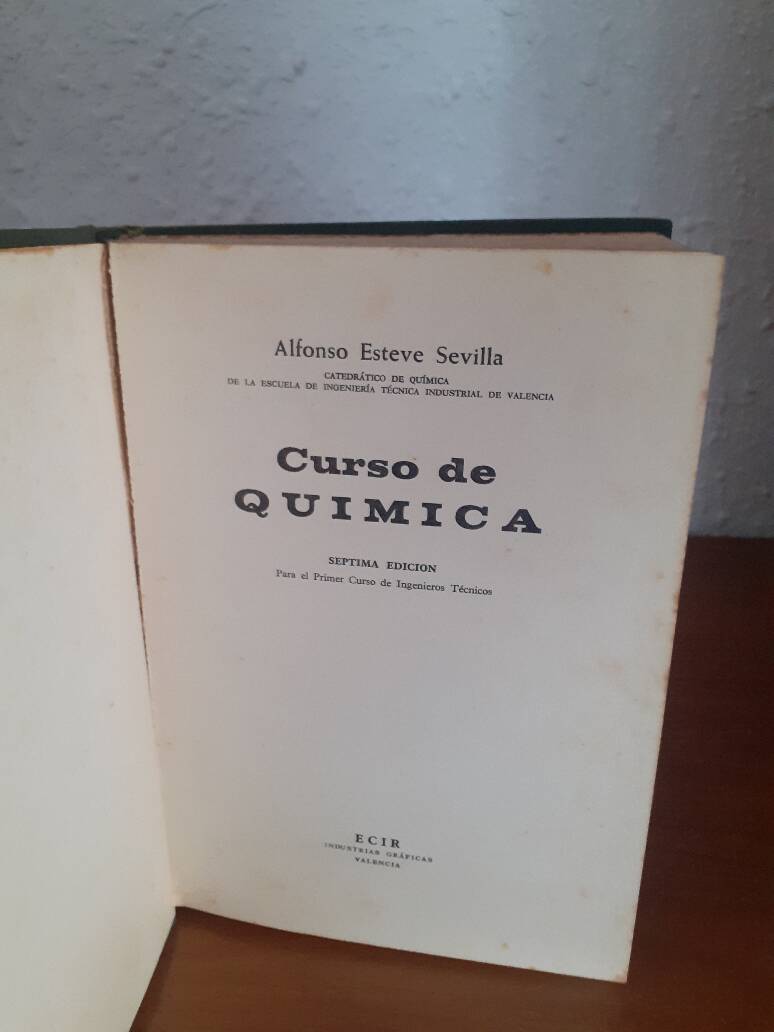 Alfonso Esteve Sevilla
CATEDRÁTICO DE QUÍMICA
DE LA ESCUELA DE INGENIERÍA TÉCNICA INDUSTRIAL DE VALENCIA
Curso de
QUIMICA
SEPTIMA EDICION
Para el Primer Curso de Ingenieros Técnicos
ECIR
INDUSTRIAS GRÁFICAS
VALENCIA